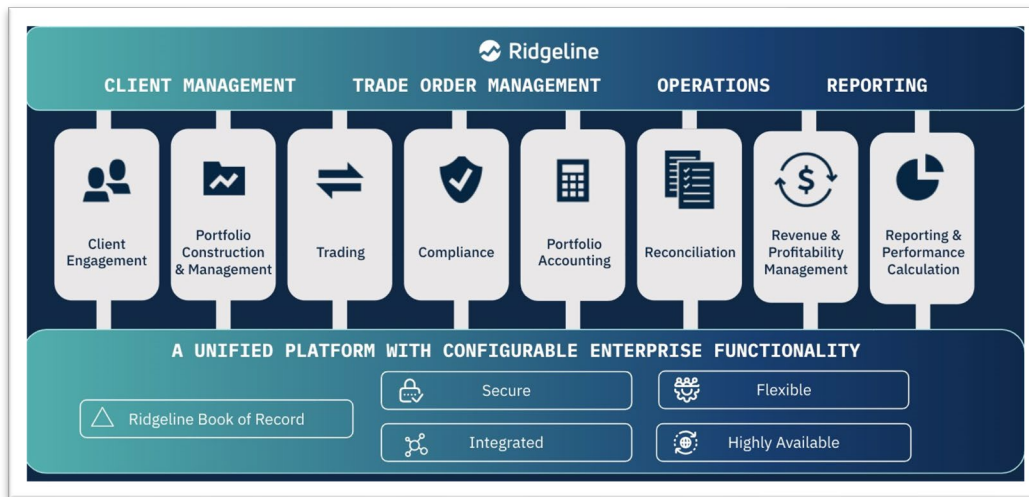 Ridgeline
CLIENT MANAGEMENT
TRADE ORDER MANAGEMENT
OPERATIONS
REPORTING
Client
Engagement
Portfolio
Construction
& Management
Trading
Compliance
Portfolio
Accounting
Reconciliation
Revenue &
Profitability
Management
Reporting &
Performance
Calculation
A UNIFIED PLATFORM WITH CONFIGURABLE ENTERPRISE FUNCTIONALITY
Ridgeline Book of Record
Secure
Flexible
Integrated
Highly Available